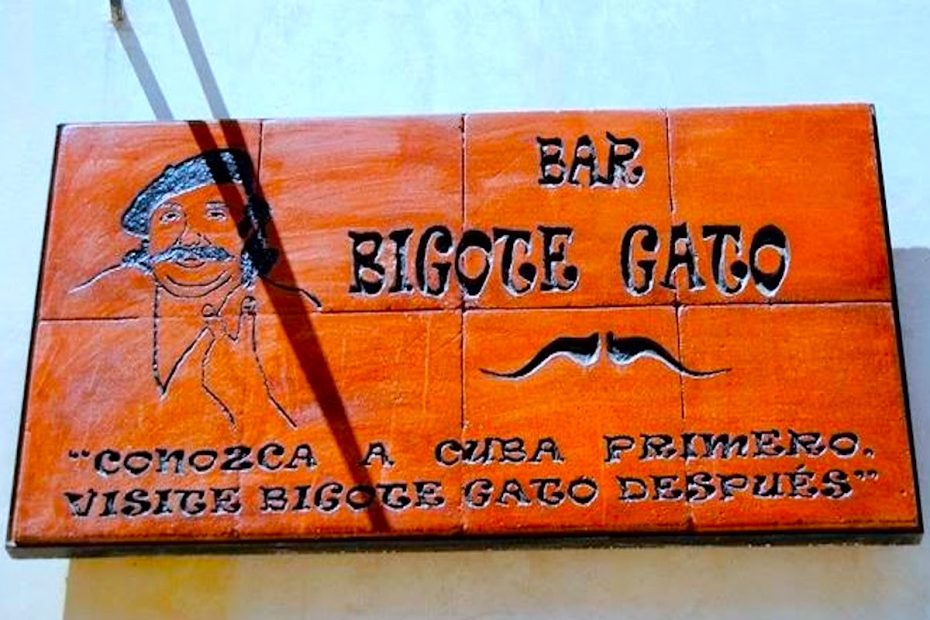 BAR
BIGOTE GATO
“CONOZCA A CUBA PRIMERO.
VISITE BIGOTE GATO DESPUÉS”